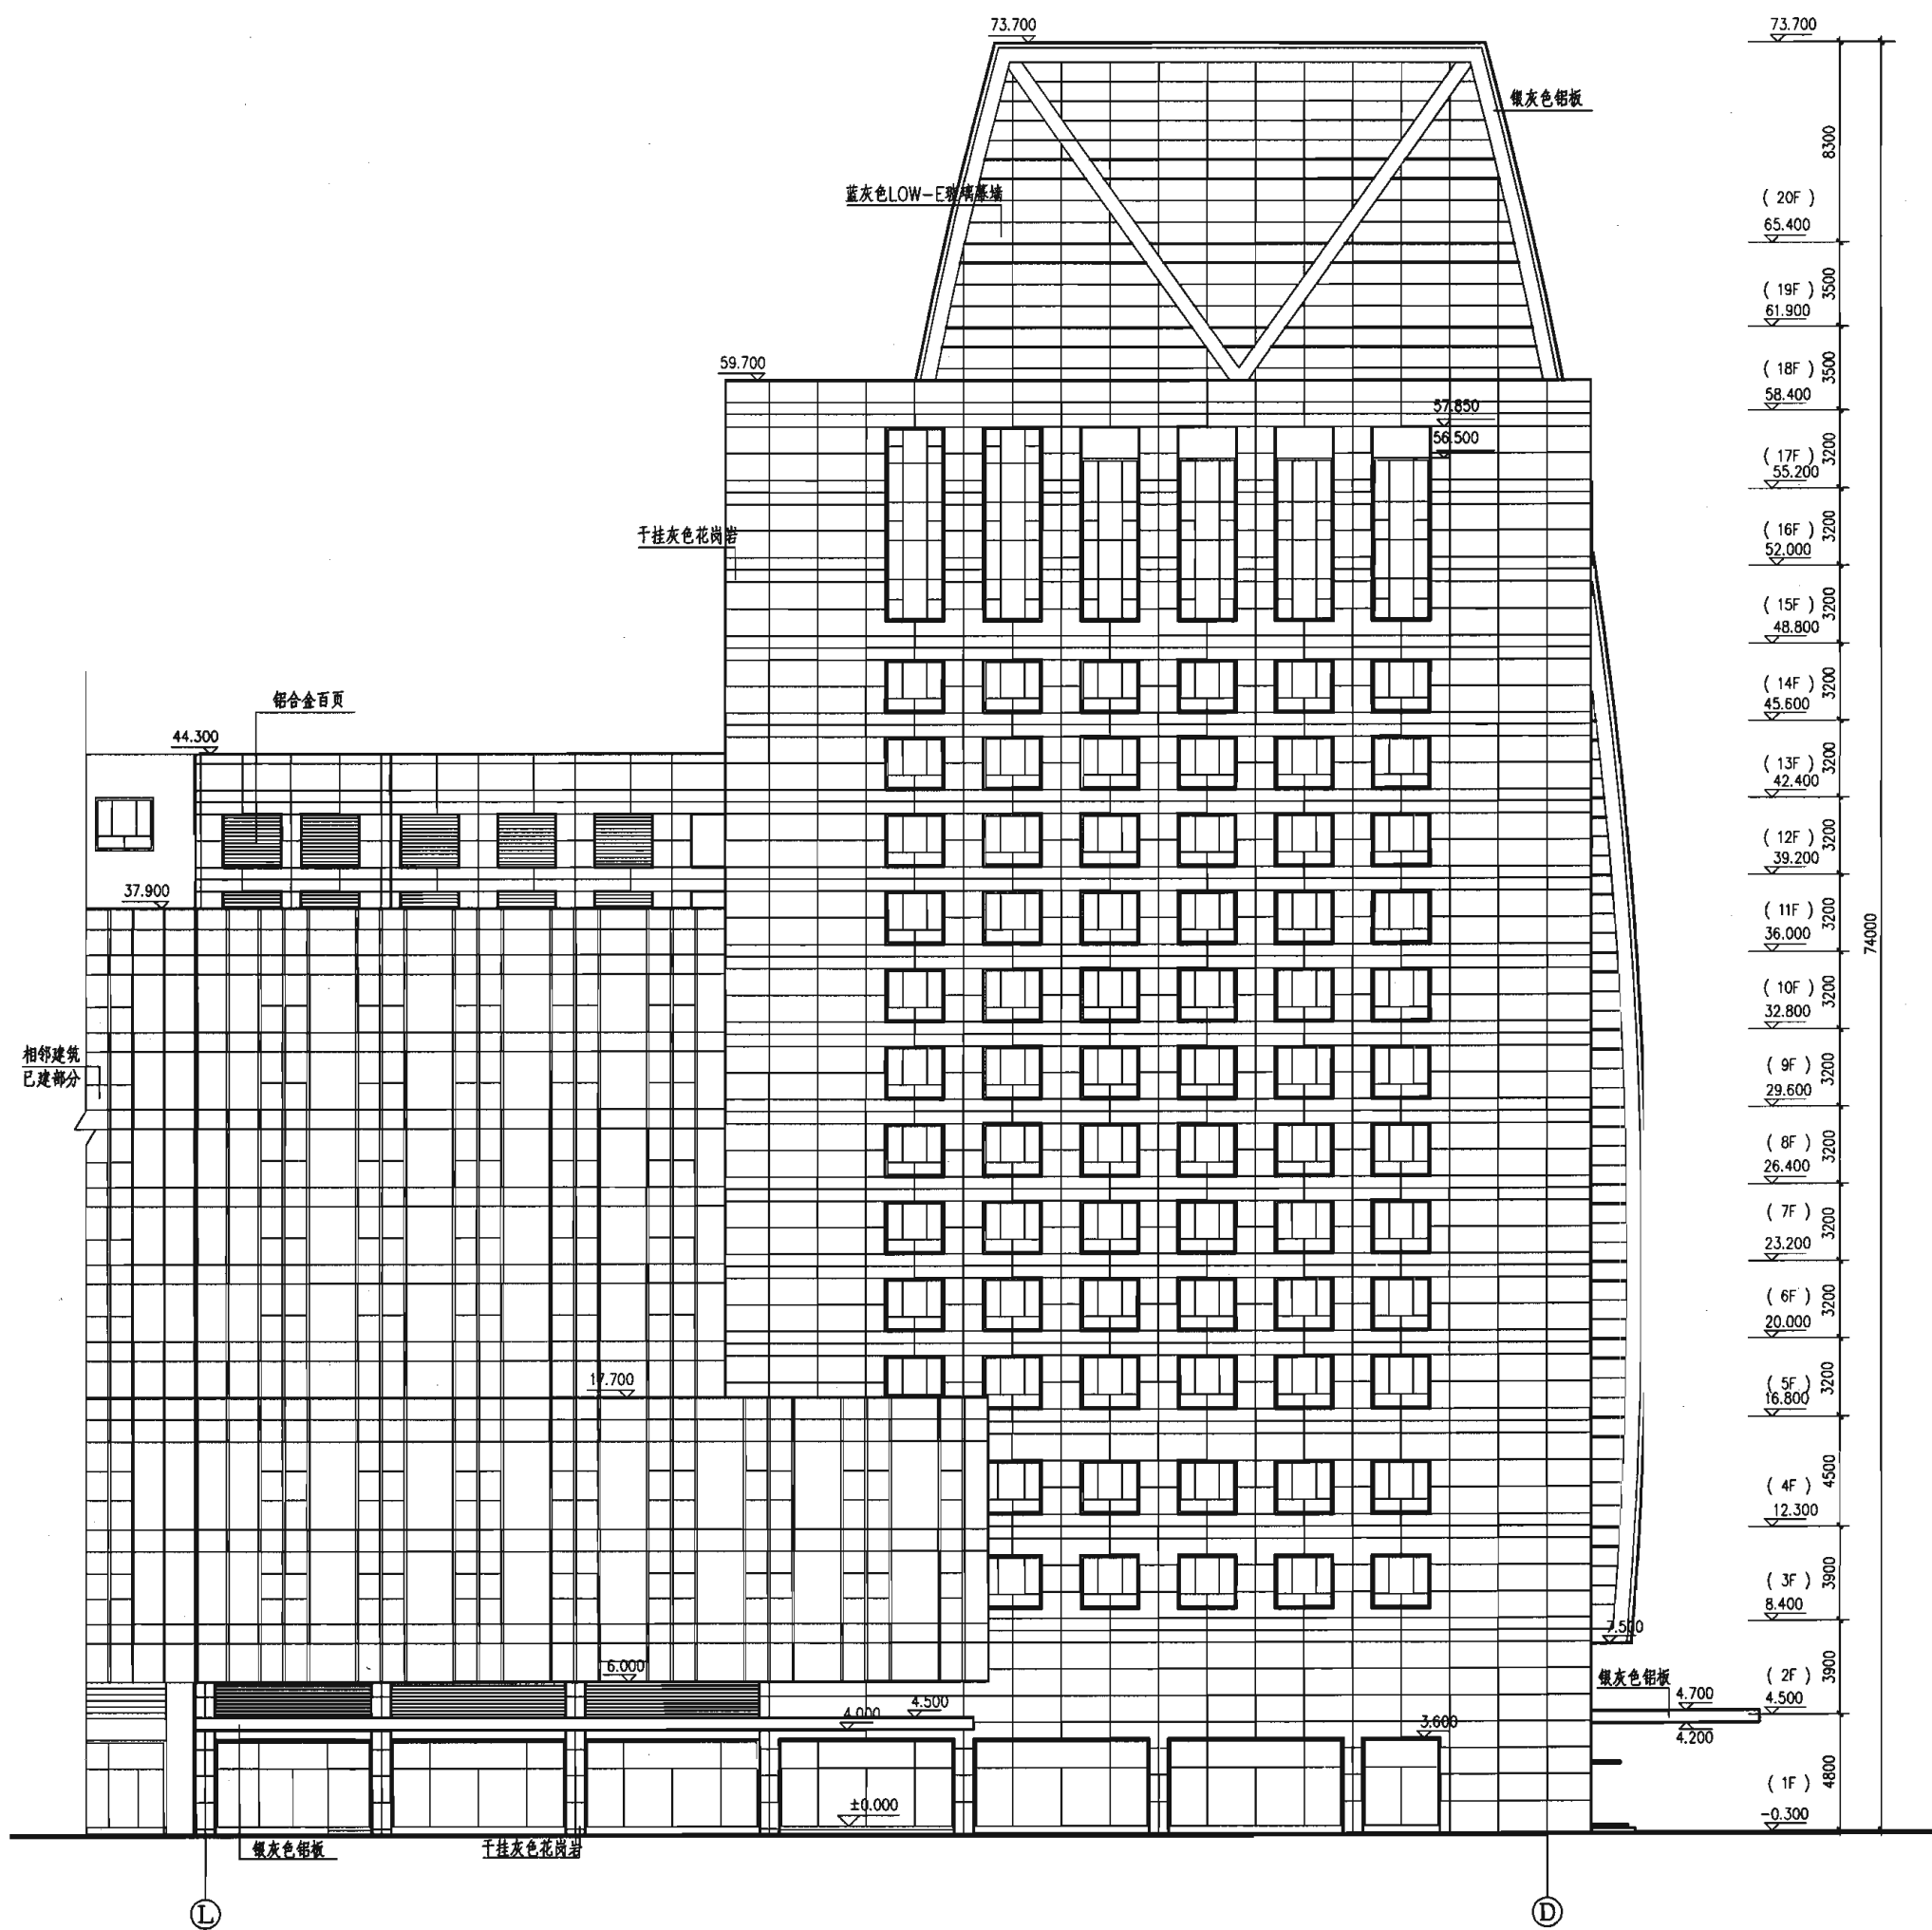 73.700
73.700
银灰色铝板
8300
蓝灰色LOW-E玻璃幕墙
( 20F )
65.400
( 19F )
3500
61.900
59.700
( 18F )
3500
58.400
57.850
56.500
( 17F )
3200
55.200
干挂灰色花岗岩
( 16F )
3200
52.000
( 15F )
3200
48.800
铝合金百页
( 14F )
3200
45.600
44.300
( 13F )
3200
42.400
( 12F )
3200
39.200
37.900
( 11F )
3200
36.000
74000
( 10F )
3200
32.800
相邻建筑
已建部分
( 9F )
3200
29.600
( 8F )
3200
26.400
( 7F )
3200
23.200
( 6F )
3200
20.000
17.700
( 5F )
3200
16.800
( 4F )
4500
12.300
( 3F )
3900
8.400
7.500
6.000
银灰色铝板
( 2F )
3900
4.700
4.500
4.500
4.000
3.600
4.200
( 1F )
4800
±0.000
-0.300
银灰色铝板
干挂灰色花岗岩
L
D